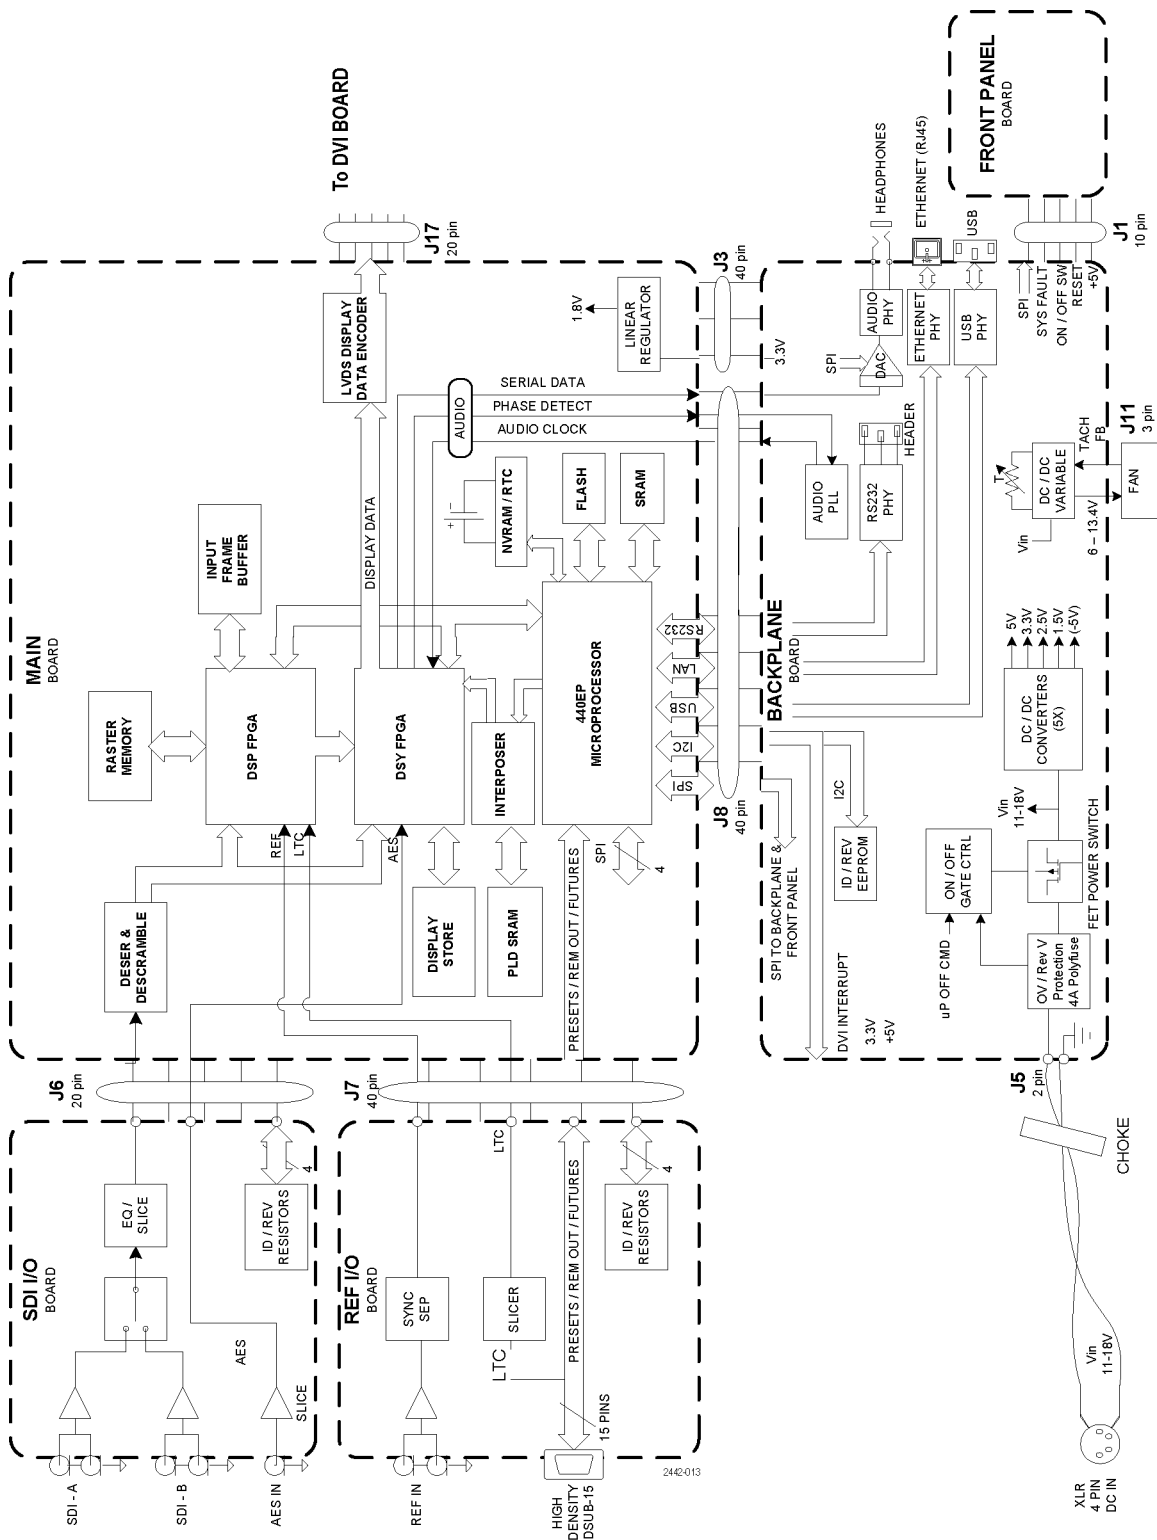 SDI - A
SDI - B
AES IN
SDI I/O
BOARD
EQ /
SLICE
AES
SLICE
ID / REV
RESISTORS
4
J6
20 pin
REF IN
HIGH
DENSITY
DSUB-15
REF I/O
BOARD
SYNC
SEP
SLICER
LTC
LTC
15 PINS
PRESETS / REM OUT / FUTURES
ID / REV
RESISTORS
4
2442-013
J7
40 pin
MAIN
BOARD
DESER &
DESCRAMBLE
RASTER
MEMORY
INPUT
FRAME
BUFFER
DSP FPGA
REF
LTC
DSY FPGA
AES
DISPLAY
STORE
PLD SRAM
INTERPOSER
440EP
MICROPROCESSOR
PRESETS / REM OUT / FUTURES
SPI
4
NVRAM / RTC
+
−
FLASH
SRAM
DISPLAY DATA
LVDS DISPLAY
DATA ENCODER
AUDIO
SERIAL DATA
PHASE DETECT
AUDIO CLOCK
LINEAR
REGULATOR
1.8V
3.3V
SPI
I2C
USB
LAN
RS232
J17
20 pin
To DVI BOARD
J3
40 pin
J8
40 pin
BACKPLANE
BOARD
SPI TO BACKPLANE &
FRONT PANEL
DVI INTERRUPT
3.3V
+5V
I2C
ID / REV
EEPROM
AUDIO
PLL
RS232
PHY
HEADER
SPI
DAC
AUDIO
PHY
ETHERNET
PHY
USB
PHY
HEADPHONES
ETHERNET (RJ45)
USB
FRONT PANEL
BOARD
SPI
SYS FAULT
ON / OFF SW
RESET
+5V
J1
10 pin
XLR
4 PIN
DC IN
Vin
11-18V
CHOKE
J5
2 pin
OV / Rev V
Protection
4A Polyfuse
uP OFF CMD
ON / OFF
GATE CTRL
FET POWER SWITCH
Vin
11-18V
DC / DC
CONVERTERS
(5X)
5V
3.3V
2.5V
1.5V
(-5V)
Vin
T
DC / DC
VARIABLE
6 – 13.4V
TACH
FB
FAN
J11
3 pin